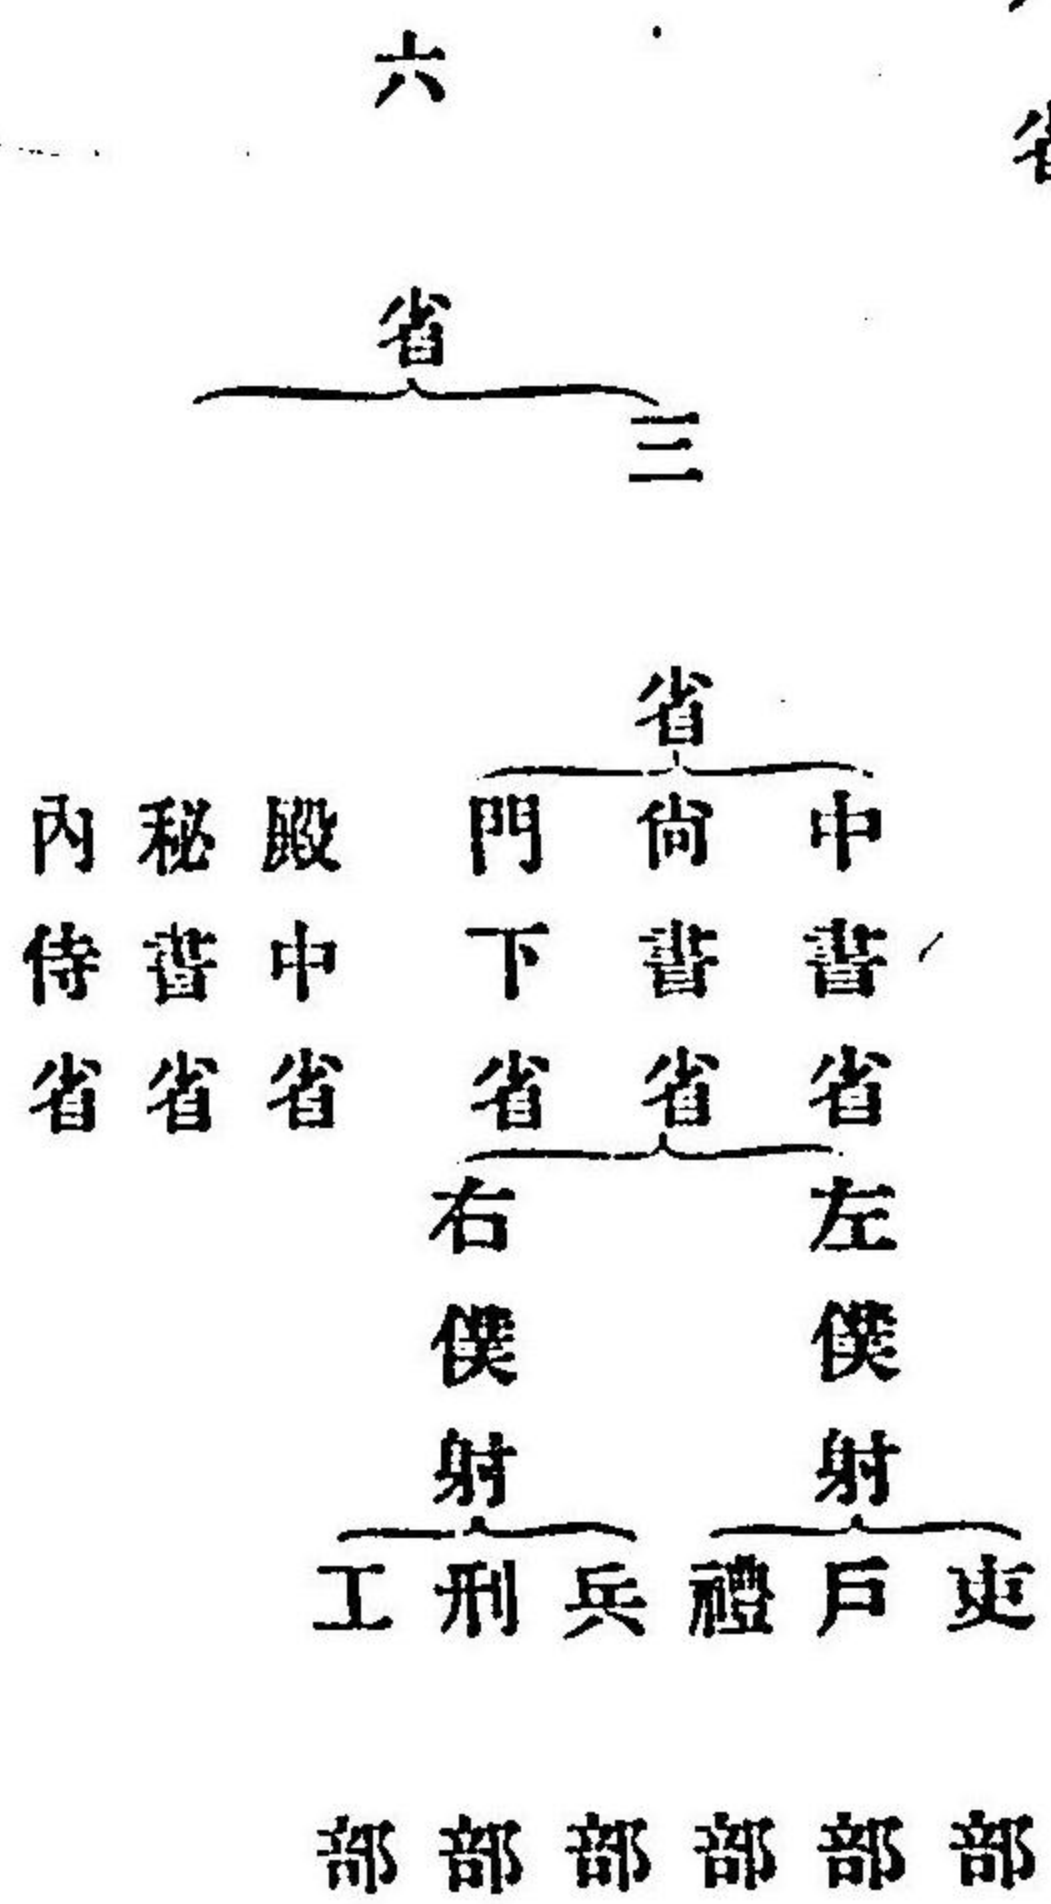 六省
三省
中書省
尙書省
門下省
殿中省
秘書省
內侍省
左僕射
右僕射
吏部
戶部
禮部
兵部
刑部
工部